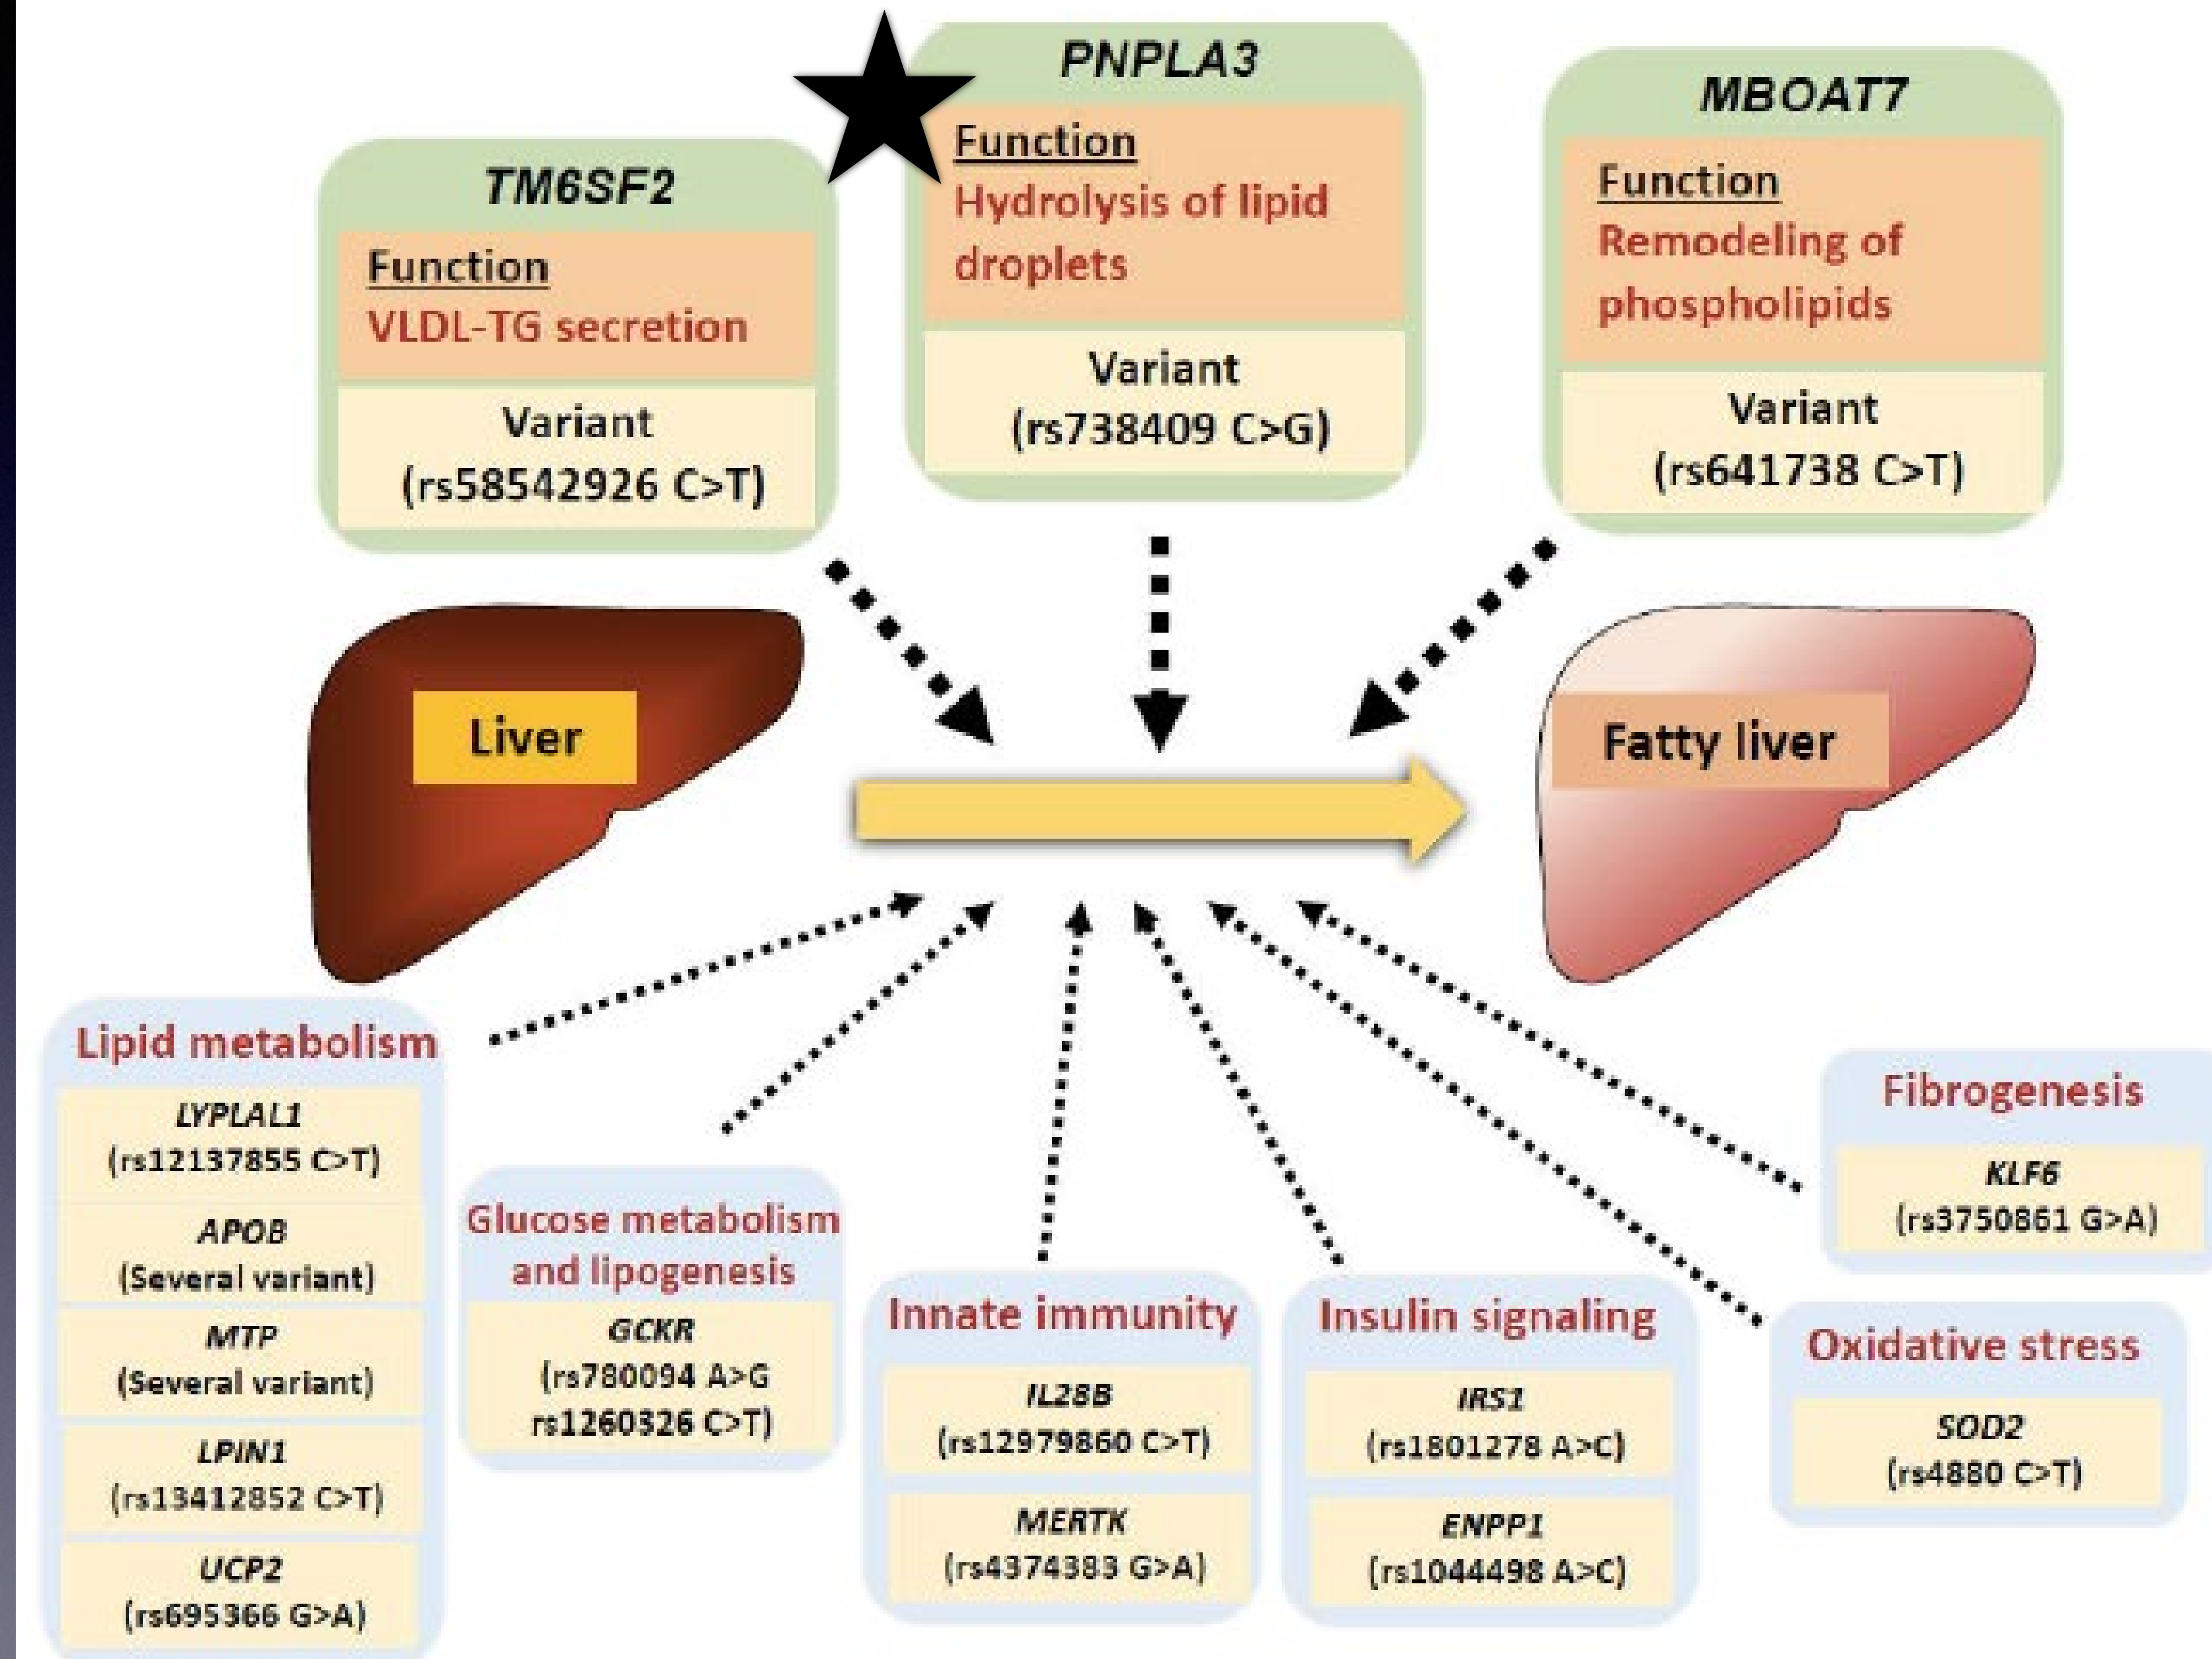 PNPLA3
Function
Hydrolysis of lipid
droplets
Variant
(rs738409 C>G)
MBOAT7
Function
Remodeling of
phospholipids
Variant
(rs641738 C>T)
TM6SF2
Function
VLDL-TG secretion
Variant
(rs58542926 C>T)
Liver
Fatty liver
Lipid metabolism
LYPLAL1
(rs12137855 C>T)
APOB
(Several variant)
MTP
(Several variant)
LPIN1
(rs13412852 C>T)
UCP2
(rs695366 G>A)
Glucose metabolism
and lipogenesis
GCKR
(rs780094 A>G
rs1260326 C>T)
Innate immunity
IL28B
(rs12979860 C>T)
MERTK
(rs4374383 G>A)
Insulin signaling
IRS1
(rs1801278 A>C)
ENPP1
(rs1044498 A>C)
Fibrogenesis
KLF6
(rs3750861 G>A)
Oxidative stress
SOD2
(rs4880 C>T)